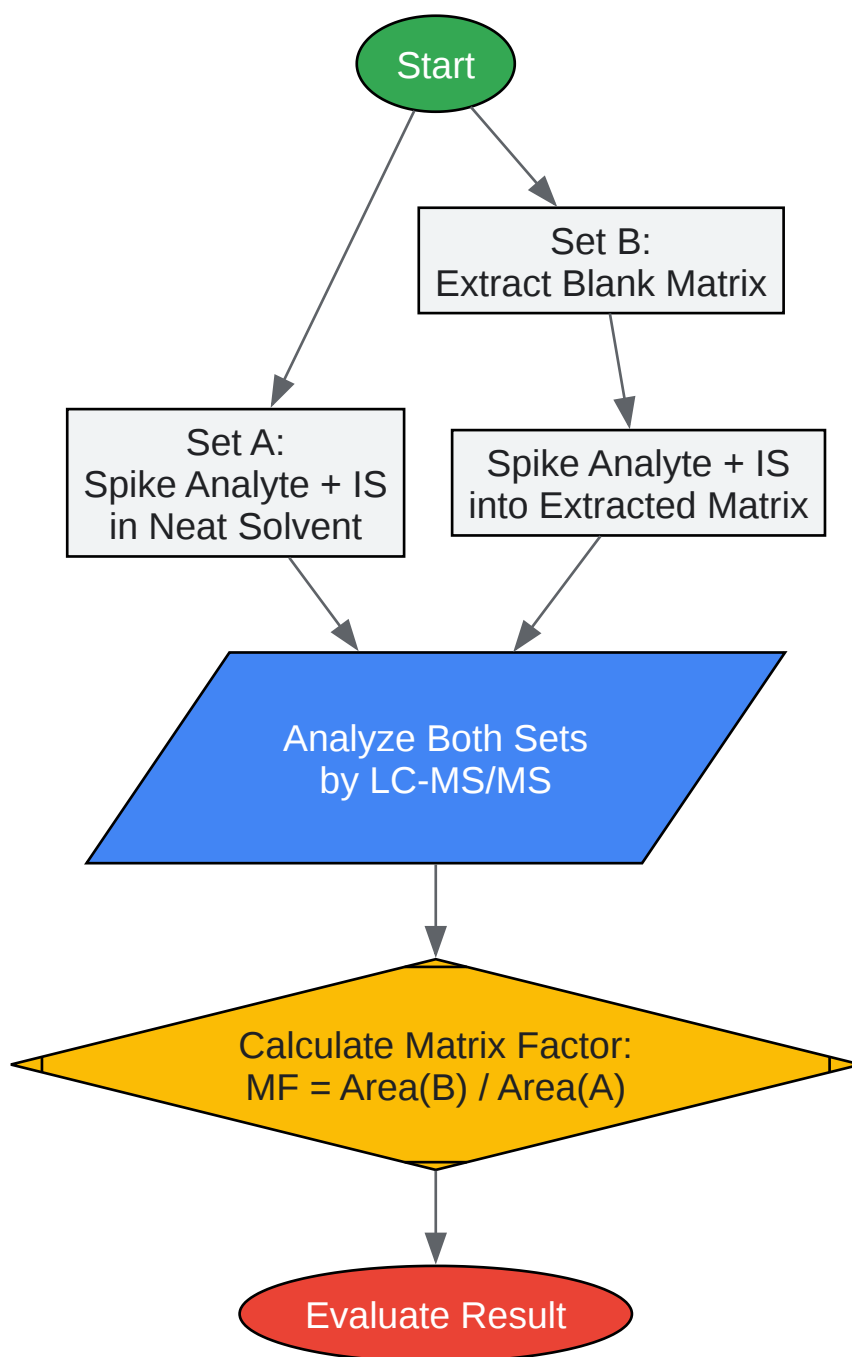 Start
Set B:
Extract Blank Matrix
Set A:
Spike Analyte + IS
in Neat Solvent
Spike Analyte + IS
into Extracted Matrix
Analyze Both Sets
by LC-MS/MS
Calculate Matrix Factor:
MF = Area(B) / Area(A)
Evaluate Result